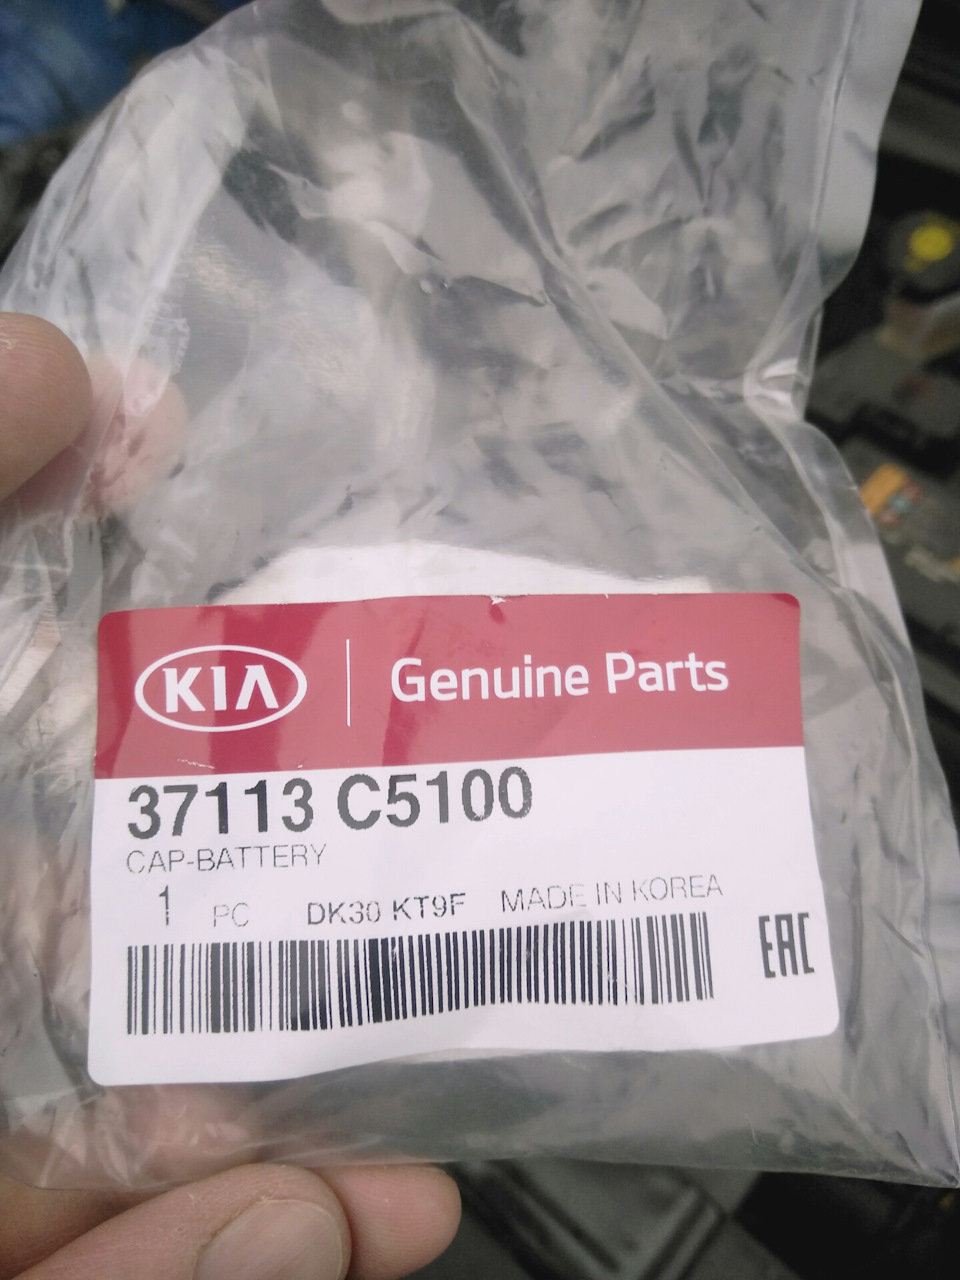 KIA | Genuine Parts
37113 C5100
CAP-BATTERY
1 PC DK30 KT9F MADE IN KOREA
EAC